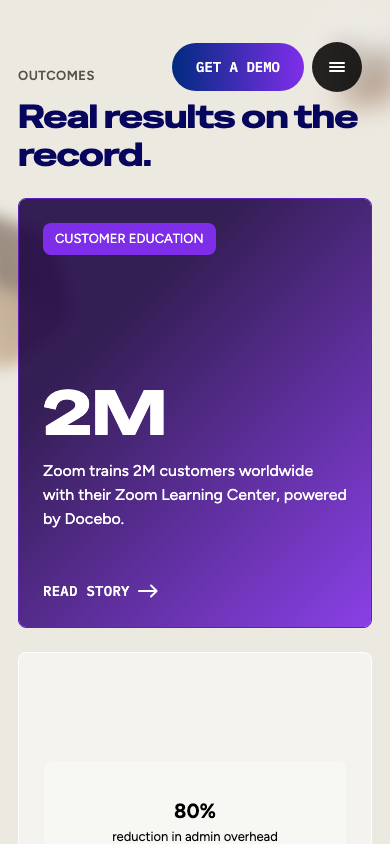 GET A DEMO
OUTCOMES
Real results on the
record.
CUSTOMER EDUCATION
2M
Zoom trains 2M customers worldwide
with their Zoom Learning Center, powered
by Docebo.
READ STORY
80%
reduction in admin overhead